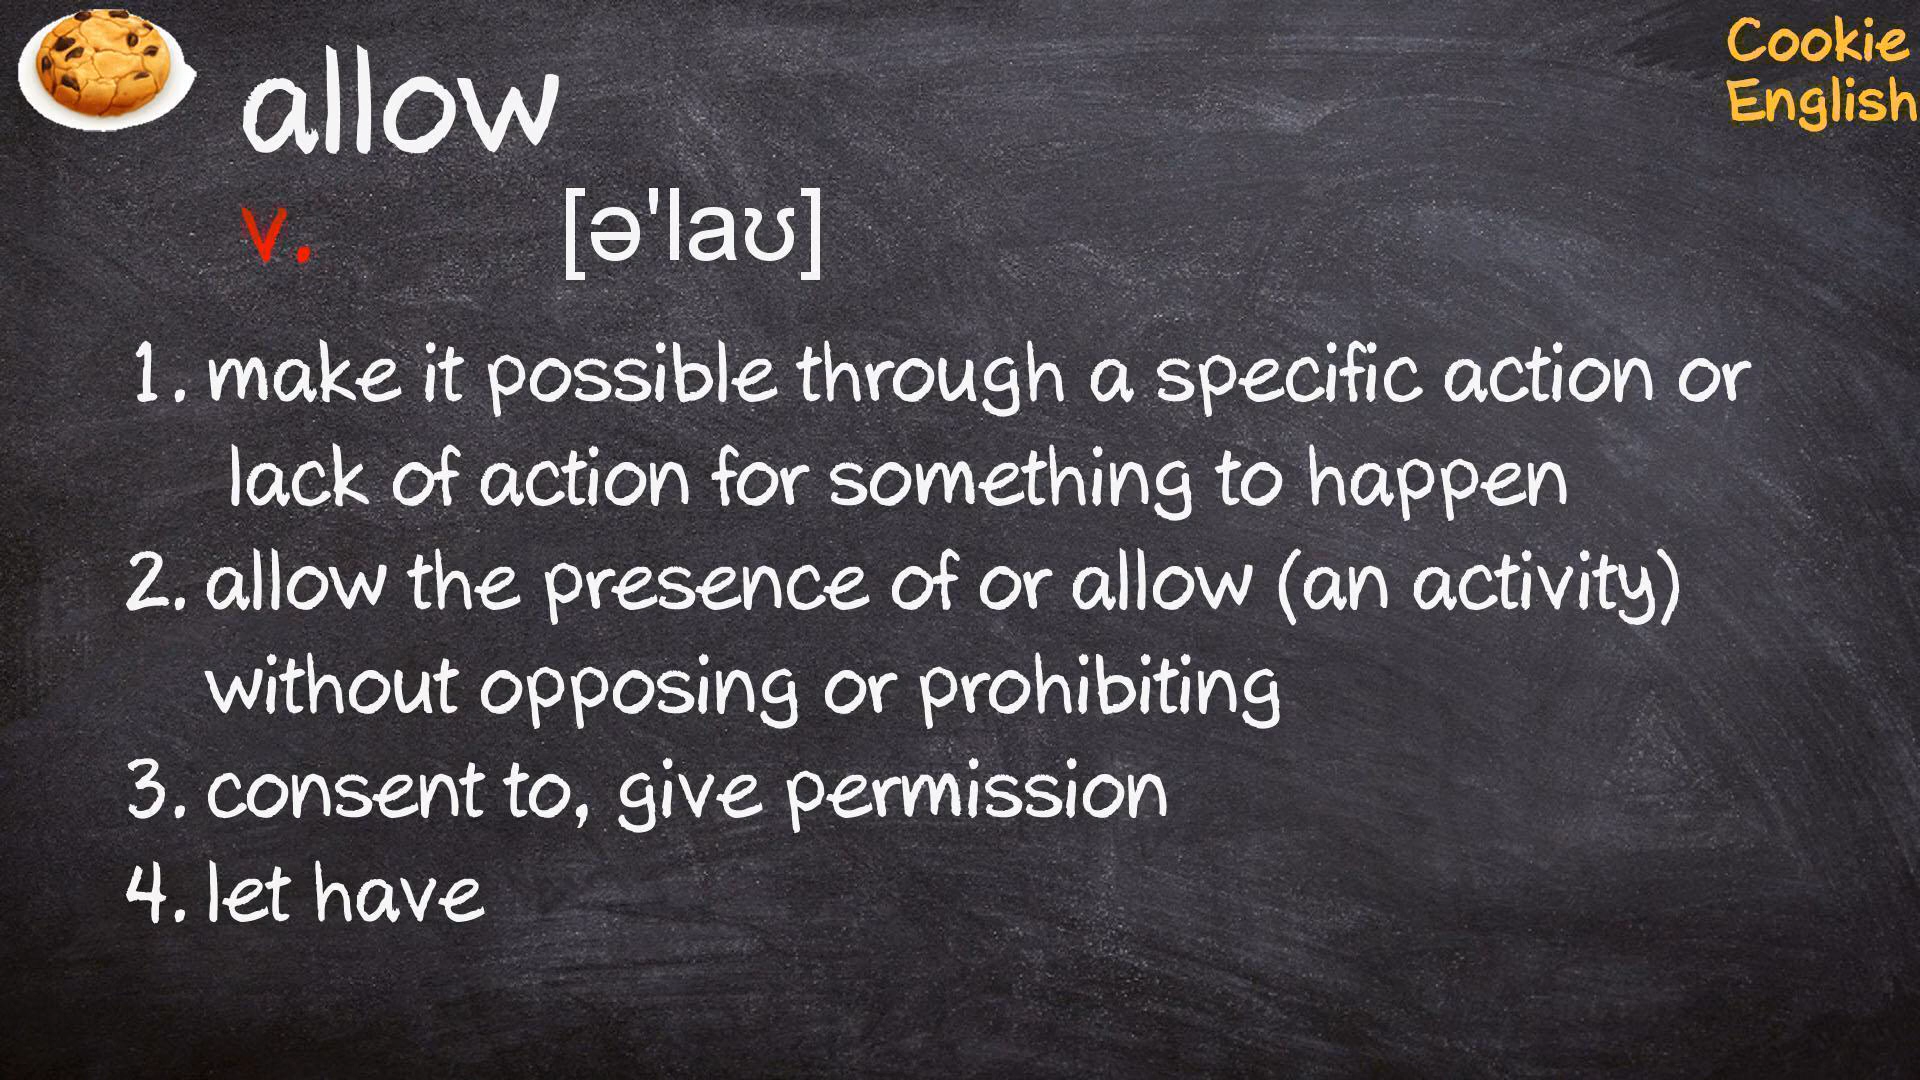 allow
Cookie
English
v. [ə'laʊ]
1. make it possible through a specific action or
lack of action for something to happen
2. allow the presence of or allow (an activity)
without opposing or prohibiting
3. consent to, give permission
4. let have